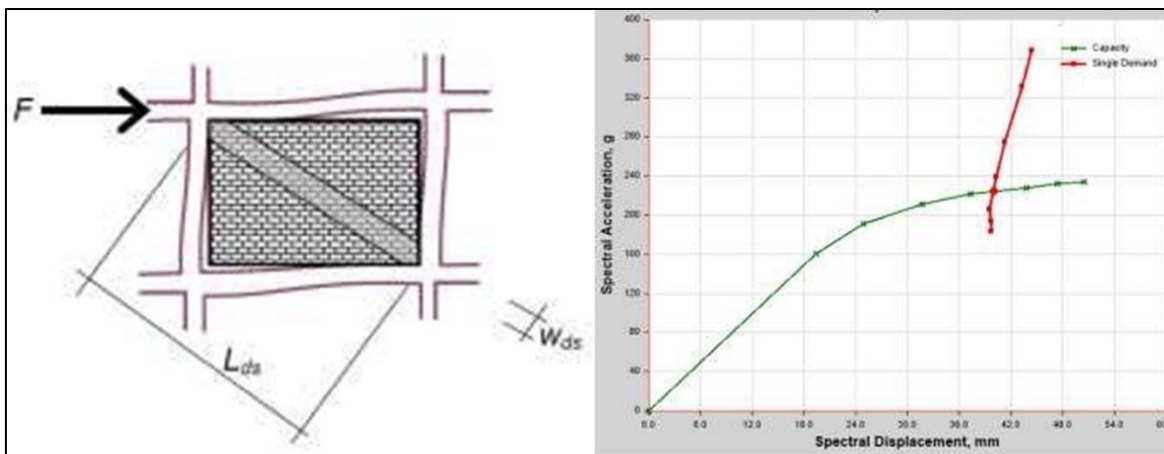 F
Lds
Wds
400
360
320
280
240
200
160
120
80
40
0
Spectral Acceleration, g
Capacity
Single Demand
0.0 6.0 12.0 18.0 24.0 30.0 36.0 42.0 48.0 54.0
Spectral Displacement, mm